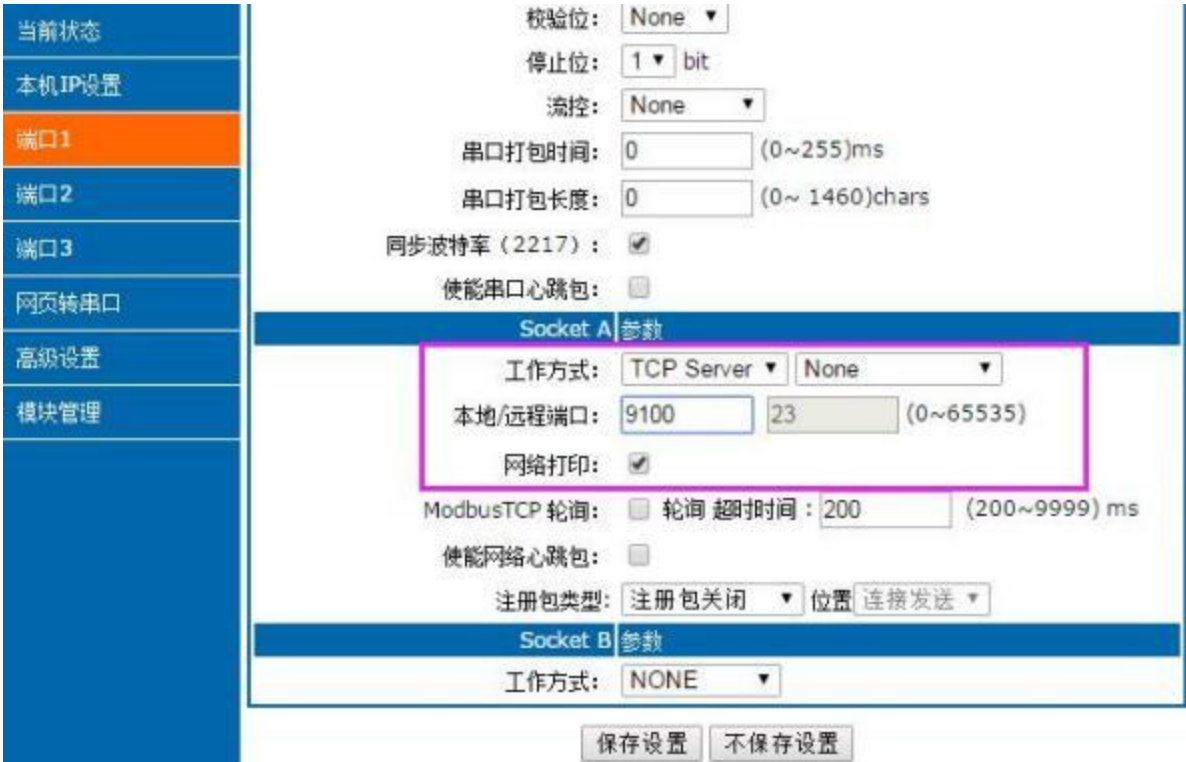 当前状态
本机IP设置
端口1
端口2
端口3
网页转串口
高级设置
模块管理
校验位： None
停止位： 1 bit
流控： None
串口打包时间： 0 (0~255)ms
串口打包长度： 0 (0~ 1460)chars
同步波特率（2217）：
使能串口心跳包：
Socket A 参数
工作方式： TCP Server None
本地/远程端口： 9100 23 (0~65535)
网络打印：
ModbusTCP 轮询： 轮询 超时时间：200 (200~9999) ms
使能网络心跳包：
注册包类型: 注册包关闭 位置 连接发送
Socket B 参数
工作方式： NONE
保存设置 不保存设置